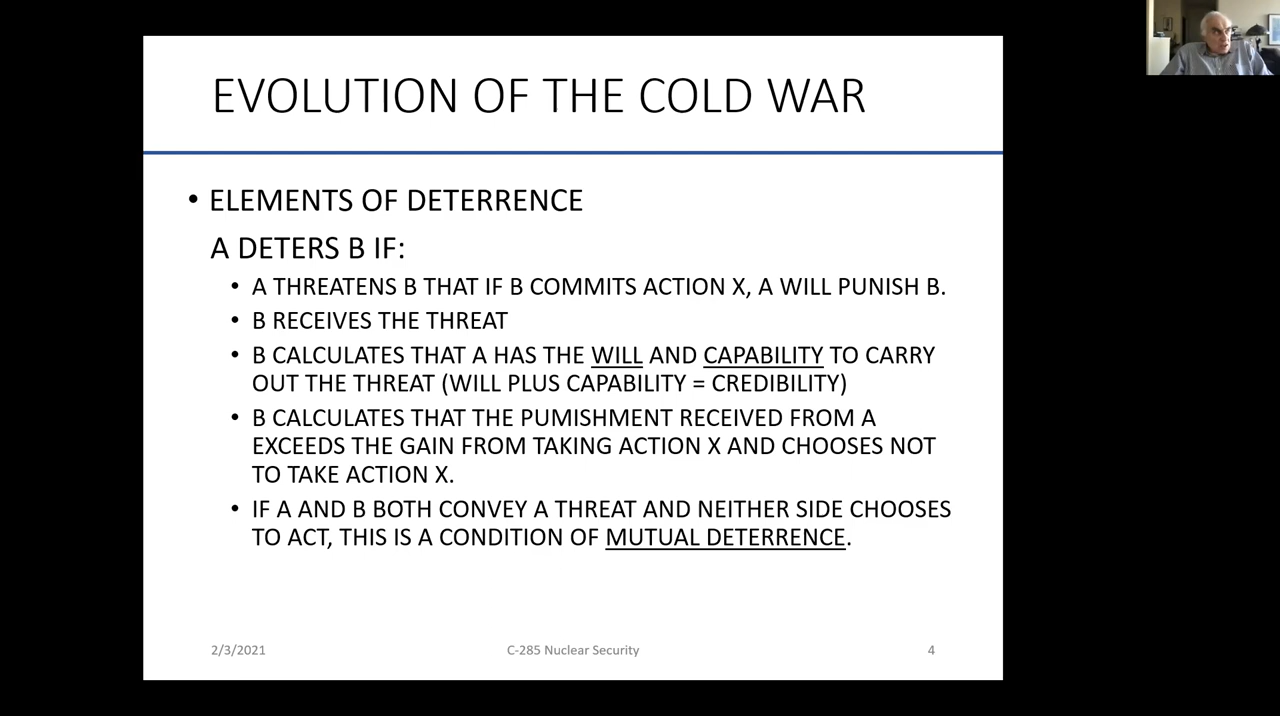 EVOLUTION OF THE COLD WAR
• ELEMENTS OF DETERRENCE
A DETERS B IF:
• A THREATENS B THAT IF B COMMITS ACTION X, A WILL PUNISH B.
• B RECEIVES THE THREAT
• B CALCULATES THAT A HAS THE WILL AND CAPABILITY TO CARRY
OUT THE THREAT (WILL PLUS CAPABILITY = CREDIBILITY)
• B CALCULATES THAT THE PUMISHMENT RECEIVED FROM A
EXCEEDS THE GAIN FROM TAKING ACTION X AND CHOOSES NOT
TO TAKE ACTION X.
• IF A AND B BOTH CONVEY A THREAT AND NEITHER SIDE CHOOSES
TO ACT, THIS IS A CONDITION OF MUTUAL DETERRENCE.
2/3/2021
C-285 Nuclear Security
4